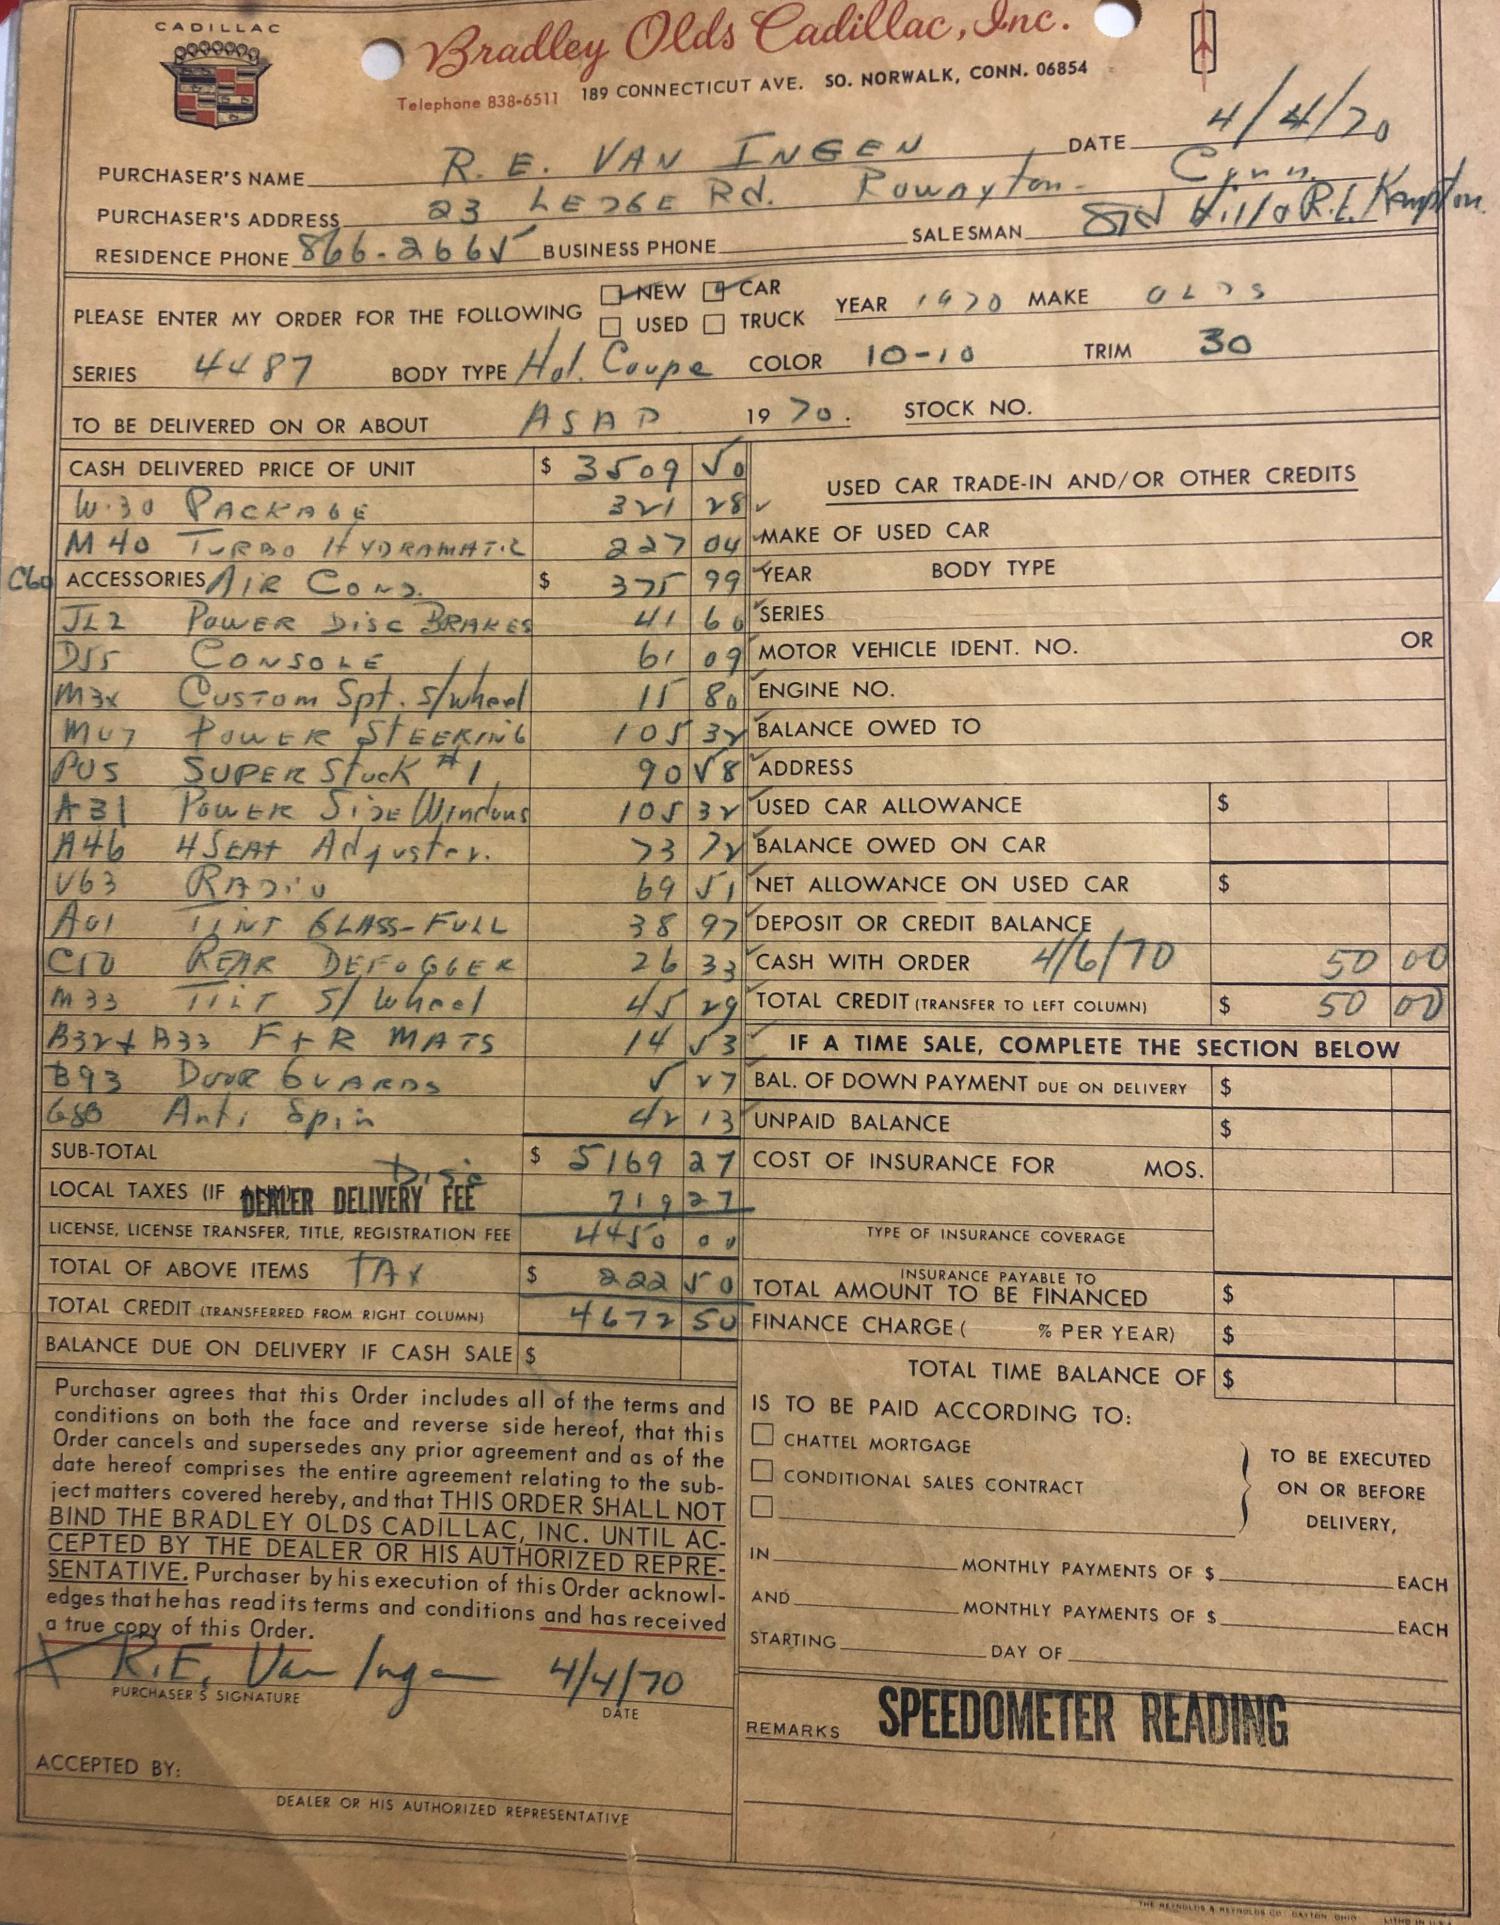 CADILLAC
Bradley Olds Cadillac, Inc.
Telephone 838-6511 189 CONNECTICUT AVE. SO. NORWALK, CONN. 06854
PURCHASER'S NAME R. E. VAN INGEN DATE 4/4/70
PURCHASER'S ADDRESS 23 LEDGE Rd. Rowayton - Conn.
RESIDENCE PHONE 866-2665 BUSINESS PHONE SALESMAN R.E. Kempton
PLEASE ENTER MY ORDER FOR THE FOLLOWING NEW CAR YEAR 1970 MAKE OLDS
USED TRUCK
SERIES 4487 BODY TYPE Hol. Coupe COLOR 10-10 TRIM 30
TO BE DELIVERED ON OR ABOUT ASAP 1970. STOCK NO.
CASH DELIVERED PRICE OF UNIT $ 3509 50
W-30 PACKAGE 321 28
M40 TURBO HYDRAMATIC 227 04
C60 ACCESSORIES AIR COND. $ 375 99
JL2 POWER DISC BRAKES 41 60
D55 CONSOLE 61 09
M3x CUSTOM Spt. S/wheel 15 80
M07 POWER STEERING 105 32
P05 SUPER Stock #1 90 58
A31 POWER SIDE Windows 105 32
A46 4 SEAT Adjuster. 73 72
V63 RADIO 69 51
A01 TINT GLASS-FULL 38 97
C50 REAR DEFOGGER 26 33
M33 TILT S/Wheel 45 29
B32 + B33 F + R MATS 14 53
B93 DOOR GUARDS 5 27
G80 Anti Spin 42 13
SUB-TOTAL $ 5169 27
Disc
LOCAL TAXES (IF DEALER DELIVERY FEE 719 27
LICENSE, LICENSE TRANSFER, TITLE, REGISTRATION FEE 4450 00
TOTAL OF ABOVE ITEMS TAX $ 222 50
TOTAL CREDIT (TRANSFERRED FROM RIGHT COLUMN) 4672 50
BALANCE DUE ON DELIVERY IF CASH SALE $
USED CAR TRADE-IN AND/OR OTHER CREDITS
MAKE OF USED CAR
YEAR BODY TYPE
SERIES
MOTOR VEHICLE IDENT. NO. OR
ENGINE NO.
BALANCE OWED TO
ADDRESS
USED CAR ALLOWANCE $
BALANCE OWED ON CAR
NET ALLOWANCE ON USED CAR $
DEPOSIT OR CREDIT BALANCE
CASH WITH ORDER 4/6/70 50 00
TOTAL CREDIT (TRANSFER TO LEFT COLUMN) $ 50 00
IF A TIME SALE, COMPLETE THE SECTION BELOW
BAL. OF DOWN PAYMENT DUE ON DELIVERY $
UNPAID BALANCE $
COST OF INSURANCE FOR MOS.
TYPE OF INSURANCE COVERAGE
INSURANCE PAYABLE TO
TOTAL AMOUNT TO BE FINANCED $
FINANCE CHARGE ( % PER YEAR) $
TOTAL TIME BALANCE OF $
Purchaser agrees that this Order includes all of the terms and
conditions on both the face and reverse side hereof, that this
Order cancels and supersedes any prior agreement and as of the
date hereof comprises the entire agreement relating to the sub-
ject matters covered hereby, and that THIS ORDER SHALL NOT
BIND THE BRADLEY OLDS CADILLAC, INC. UNTIL AC-
CEPTED BY THE DEALER OR HIS AUTHORIZED REPRE-
SENTATIVE. Purchaser by his execution of this Order acknowl-
edges that he has read its terms and conditions and has received
a true copy of this Order.
X R.E. Van Ingen 4/4/70
PURCHASER'S SIGNATURE DATE
ACCEPTED BY:
DEALER OR HIS AUTHORIZED REPRESENTATIVE
IS TO BE PAID ACCORDING TO:
CHATTEL MORTGAGE
CONDITIONAL SALES CONTRACT
TO BE EXECUTED
ON OR BEFORE
DELIVERY,
IN MONTHLY PAYMENTS OF $ EACH
AND MONTHLY PAYMENTS OF $ EACH
STARTING DAY OF
REMARKS SPEEDOMETER READING
THE REYNOLDS & REYNOLDS CO., DAYTON, OHIO LITHO IN U.S.A.